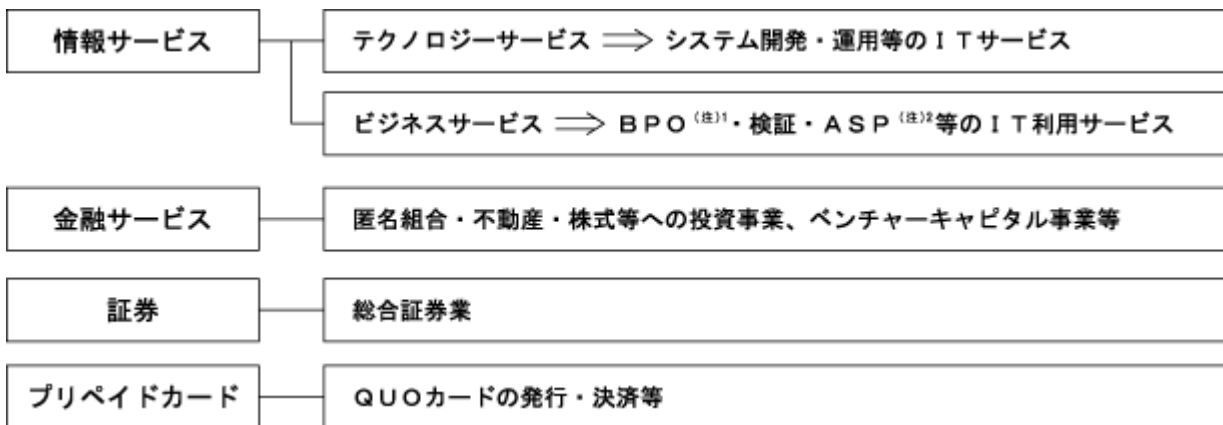 情報サービス
テクノロジーサービス ⟹ システム開発・運用等のＩＴサービス
ビジネスサービス ⟹ ＢＰＯ(注)1・検証・ＡＳＰ(注)2等のＩＴ利用サービス
金融サービス
匿名組合・不動産・株式等への投資事業、ベンチャーキャピタル事業等
証券
総合証券業
プリペイドカード
ＱＵＯカードの発行・決済等